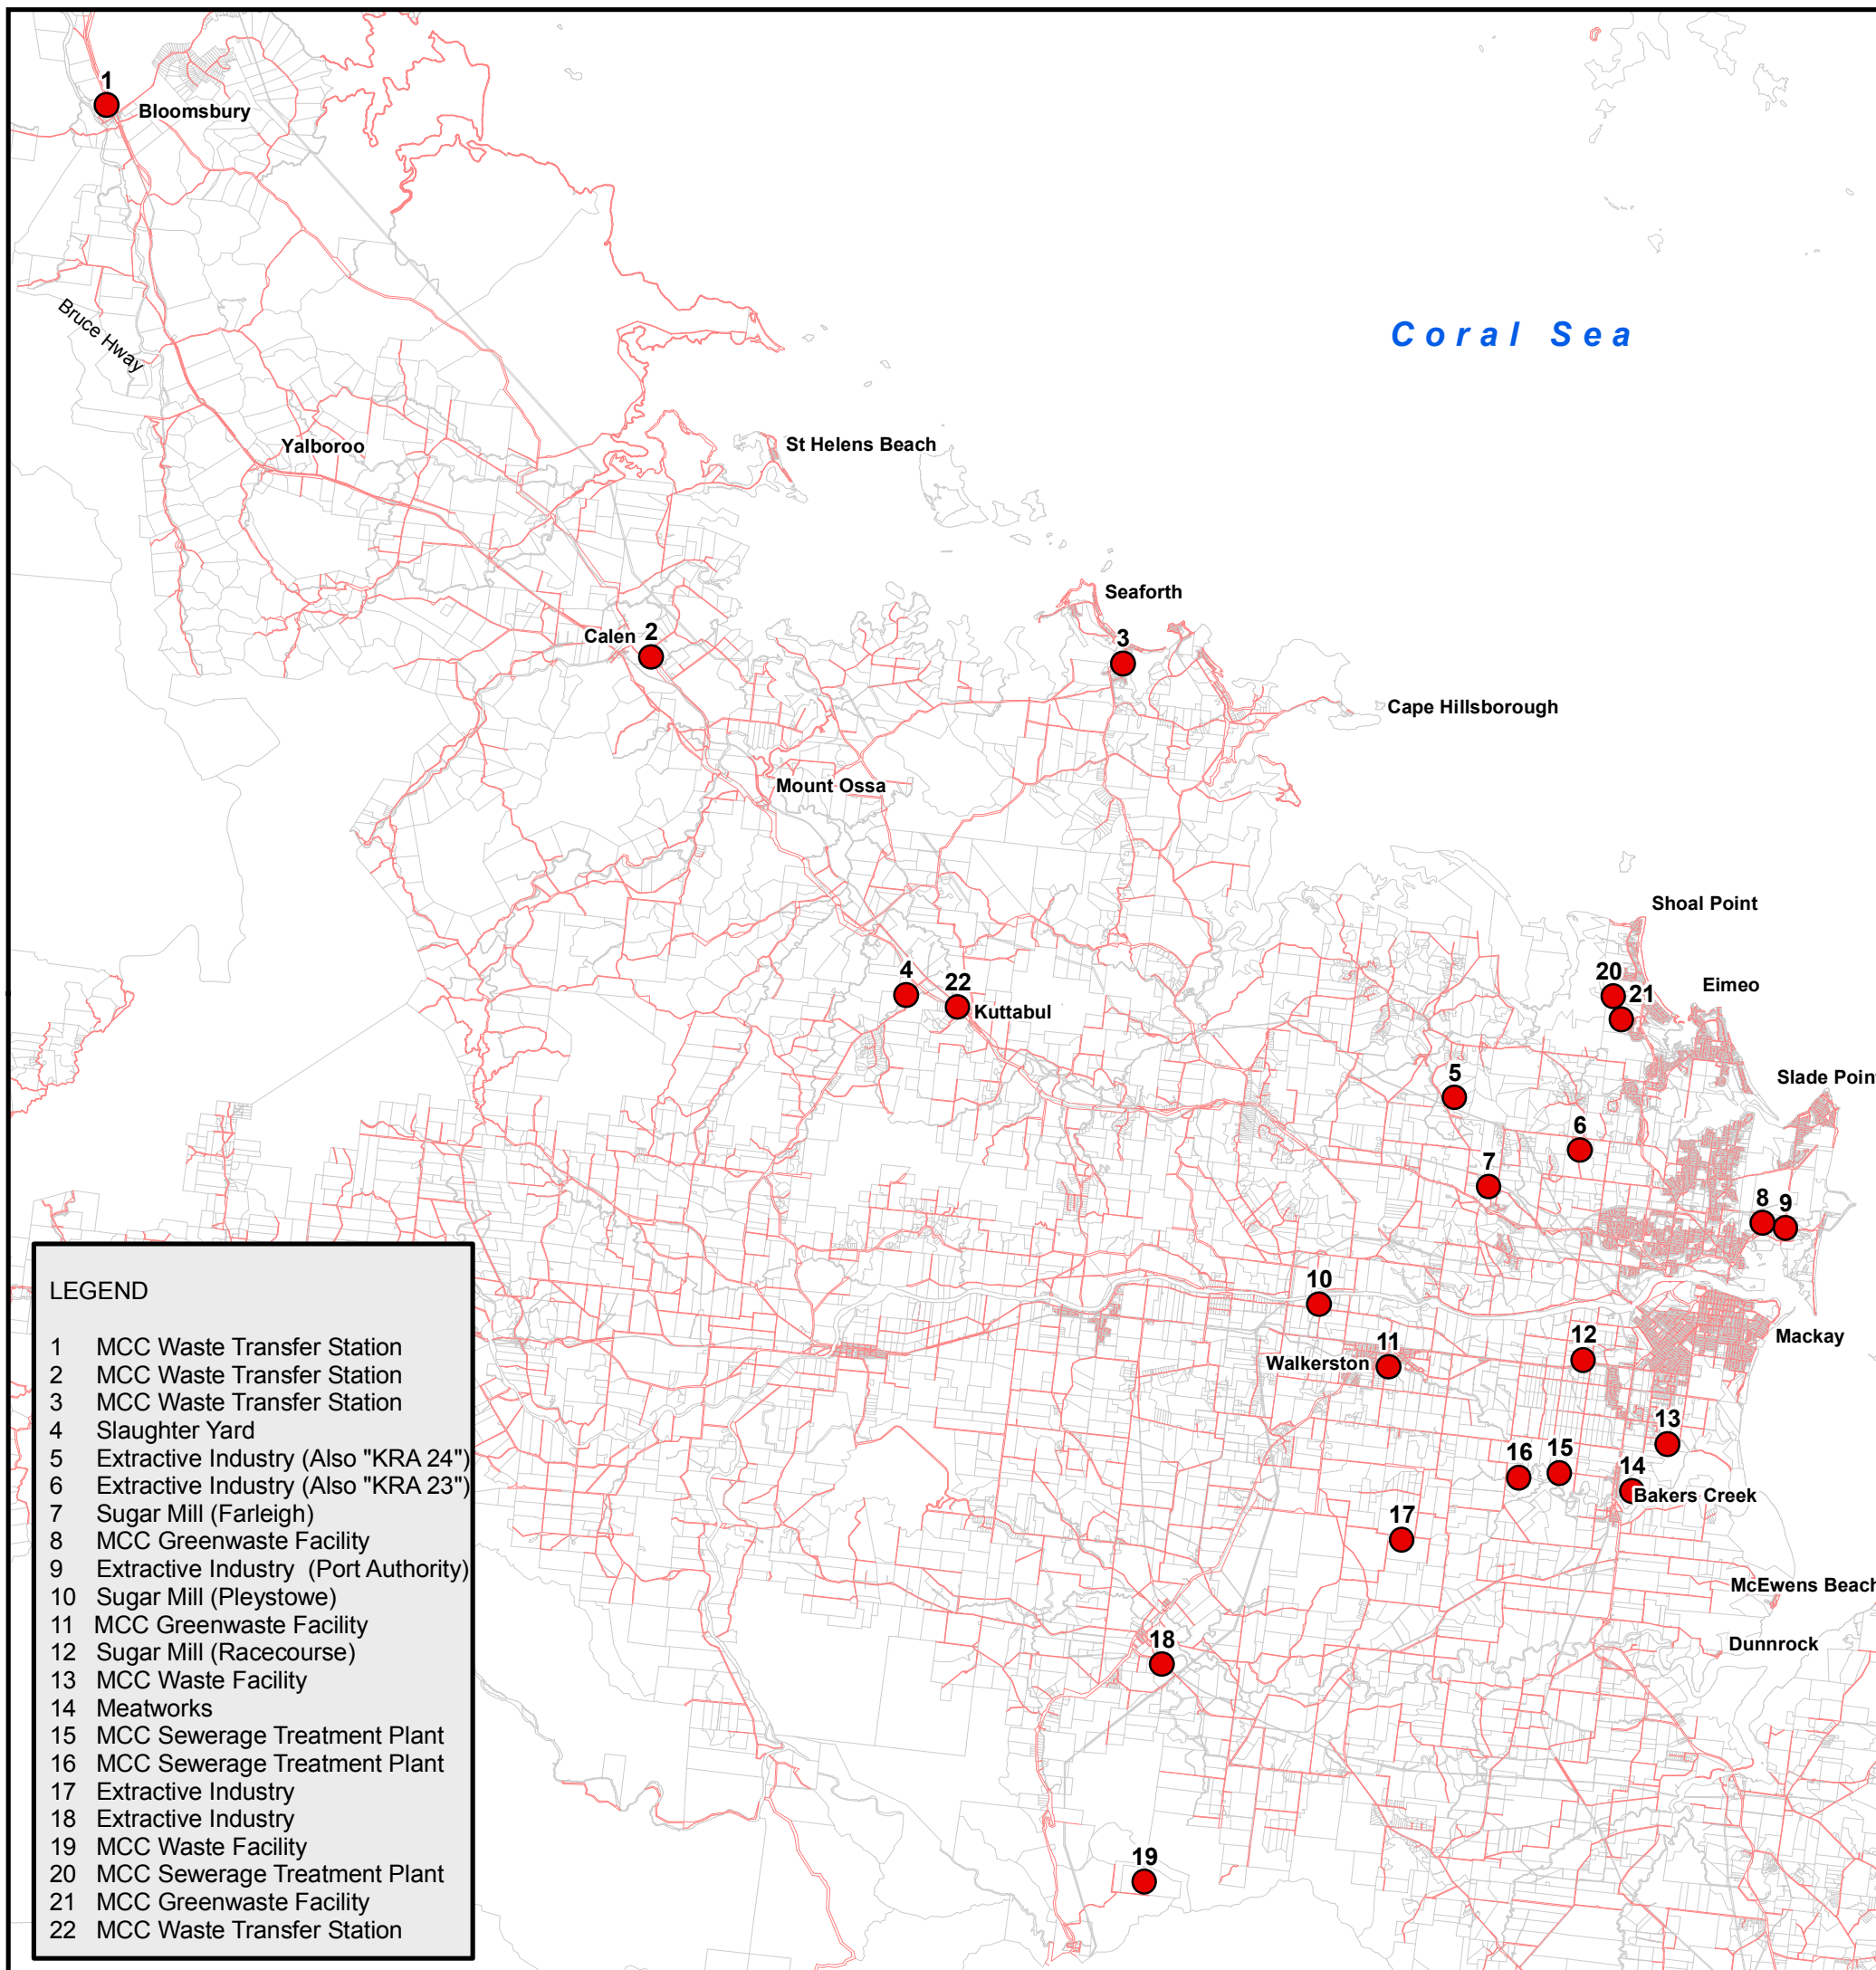 1
Bloomsbury
Bruce Hway
Coral Sea
Yalboroo
St Helens Beach
Seaforth
Calen 2
3
Cape Hillsborough
Mount Ossa
Shoal Point
4
22
Kuttabul
20
21
Eimeo
5
Slade Point
6
7
8
9
10
Mackay
11
Walkerston
12
13
14
Bakers Creek
15
16
17
McEwens Beach
Dunnrock
18
19
LEGEND
1 MCC Waste Transfer Station
2 MCC Waste Transfer Station
3 MCC Waste Transfer Station
4 Slaughter Yard
5 Extractive Industry (Also "KRA 24")
6 Extractive Industry (Also "KRA 23")
7 Sugar Mill (Farleigh)
8 MCC Greenwaste Facility
9 Extractive Industry (Port Authority)
10 Sugar Mill (Pleystowe)
11 MCC Greenwaste Facility
12 Sugar Mill (Racecourse)
13 MCC Waste Facility
14 Meatworks
15 MCC Sewerage Treatment Plant
16 MCC Sewerage Treatment Plant
17 Extractive Industry
18 Extractive Industry
19 MCC Waste Facility
20 MCC Sewerage Treatment Plant
21 MCC Greenwaste Facility
22 MCC Waste Transfer Station